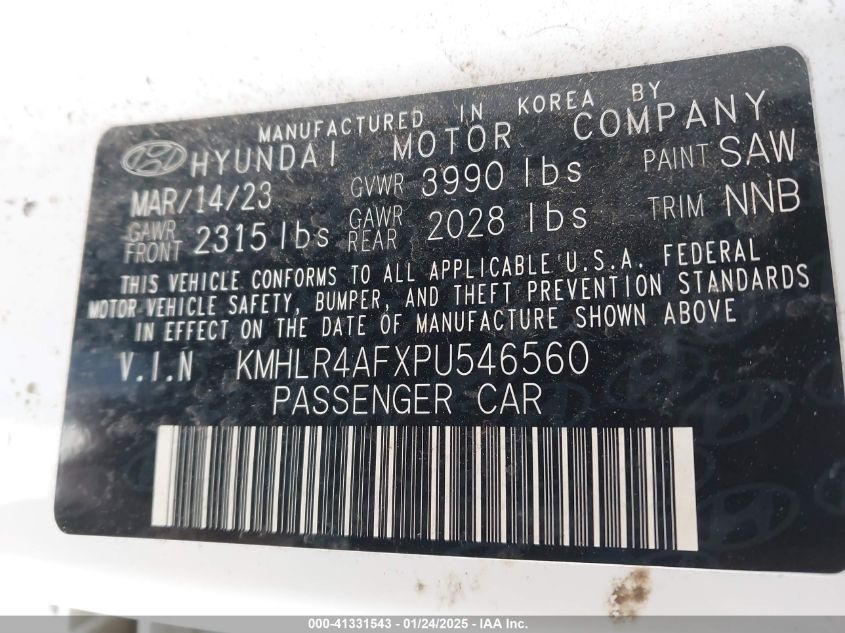 MANUFACTURED IN KOREA BY
HYUNDAI MOTOR COMPANY
MAR/14/23 GVWR 3990 lbs PAINT SAW
GAWR FRONT 2315 lbs GAWR REAR 2028 lbs TRIM NNB
THIS VEHICLE CONFORMS TO ALL APPLICABLE U.S.A. FEDERAL
MOTOR VEHICLE SAFETY, BUMPER, AND THEFT PREVENTION STANDARDS
IN EFFECT ON THE DATE OF MANUFACTURE SHOWN ABOVE
V.I.N KMHLR4AFXPU546560
PASSENGER CAR
000-41331543 - 01/24/2025 - IAA Inc.